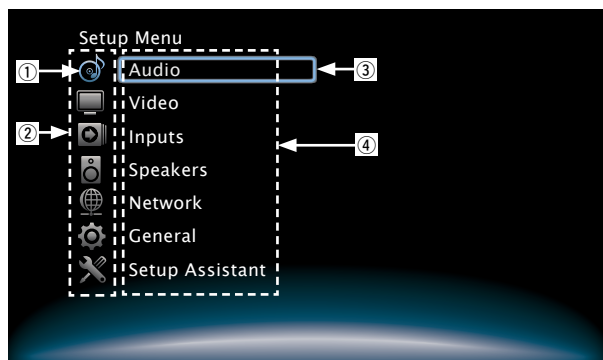 Setup Menu
① Audio ③
Video
② Inputs ④
Speakers
Network
General
Setup Assistant